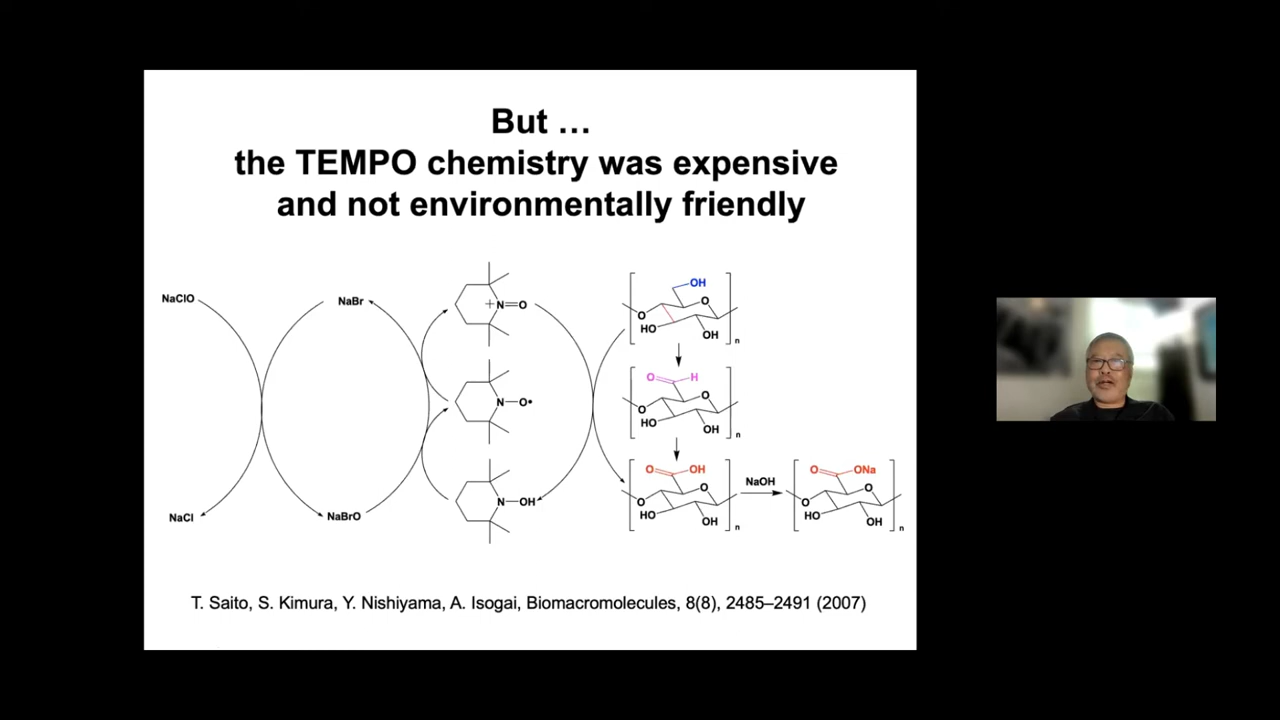 But …
the TEMPO chemistry was expensive
and not environmentally friendly
NaClO
NaBr
NaCl
NaBrO
+N=O
N—O•
N—OH
OH
O
O
HO
OH
n
O
H
O
O
HO
OH
n
O
OH
O
O
HO
OH
n
NaOH
O
ONa
O
O
HO
OH
n
T. Saito, S. Kimura, Y. Nishiyama, A. Isogai, Biomacromolecules, 8(8), 2485–2491 (2007)